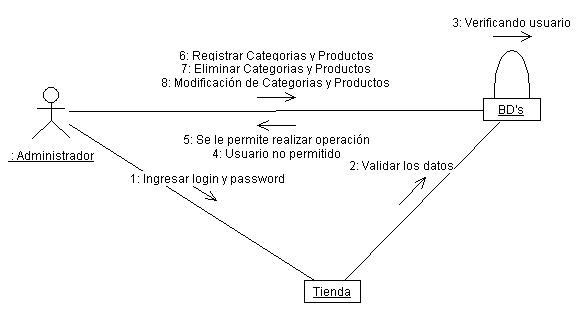 3: Verificando usuario
6: Registrar Categorias y Productos
7: Eliminar Categorias y Productos
8: Modificación de Categorias y Productos
BD's
5: Se le permite realizar operación
4: Usuario no permitido
: Administrador
2: Validar los datos
1: Ingresar login y password
Tienda